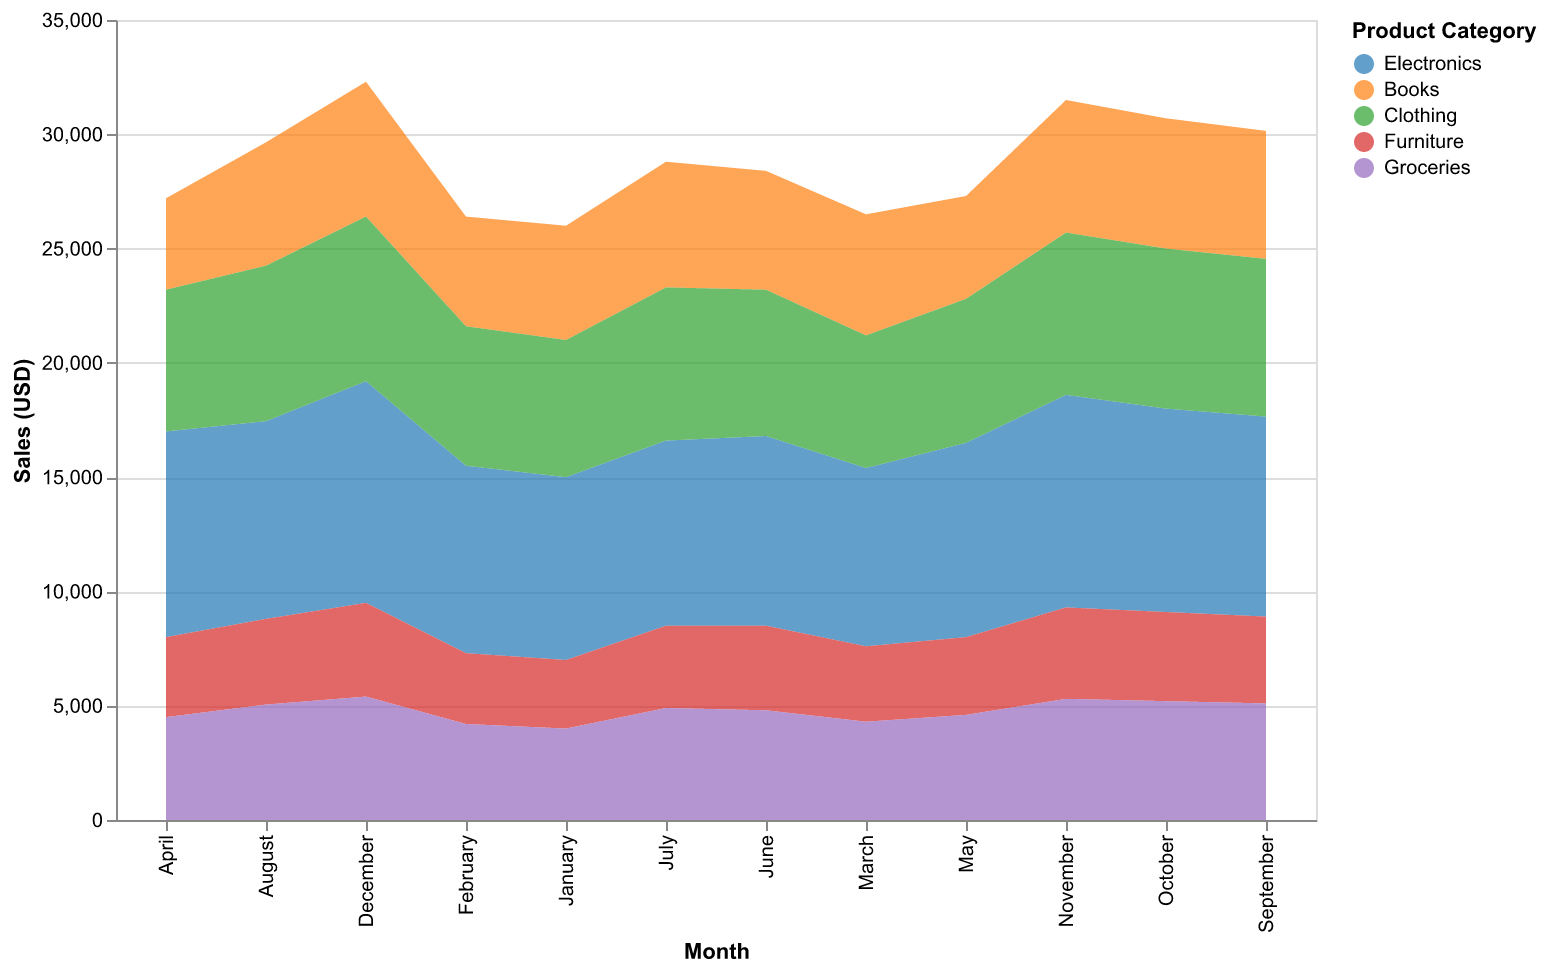 35,000
30,000
25,000
20,000
15,000
10,000
5,000
0
Sales (USD)
April
August
December
February
January
July
June
March
May
November
October
September
Month
Product Category
Electronics
Books
Clothing
Furniture
Groceries